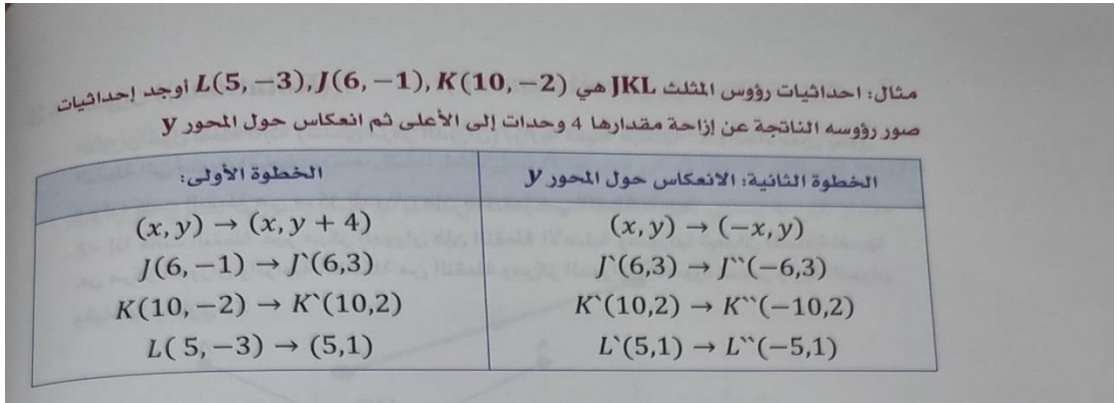 مثال: احداثيات رؤوس المثلث JKL هي L(5, −3), J(6, −1), K(10, −2) أوجد إحداثيات
صور رؤوسه الناتجة عن إزاحة مقدارها 4 وحدات إلى الأعلى ثم انعكاس حول المحور y
الخطوة الأولى:
(x, y) → (x, y + 4)
J(6, −1) → J`(6,3)
K(10, −2) → K`(10,2)
L( 5, −3) → (5,1)
الخطوة الثانية: الانعكاس حول المحور y
(x, y) → (−x, y)
J`(6,3) → J``(−6,3)
K`(10,2) → K``(−10,2)
L`(5,1) → L``(−5,1)